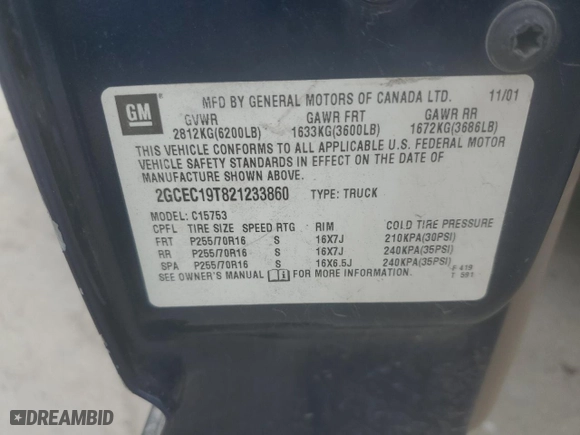 GM
MFD BY GENERAL MOTORS OF CANADA LTD. 11/01
GVWR GAWR FRT GAWR RR
2812KG(6200LB) 1633KG(3600LB) 1672KG(3686LB)
THIS VEHICLE CONFORMS TO ALL APPLICABLE U.S. FEDERAL MOTOR
VEHICLE SAFETY STANDARDS IN EFFECT ON THE DATE OF
MANUFACTURE SHOWN ABOVE.
2GCEC19T821233860 TYPE: TRUCK
MODEL: C15753
CPFL TIRE SIZE SPEED RTG RIM COLD TIRE PRESSURE
FRT P255/70R16 S 16X7J 210KPA(30PSI)
RR P255/70R16 S 16X7J 240KPA(35PSI)
SPA P255/70R16 S 16X6.5J 240KPA(35PSI)
SEE OWNER'S MANUAL FOR MORE INFORMATION
F 419
T 381
DREAMBID